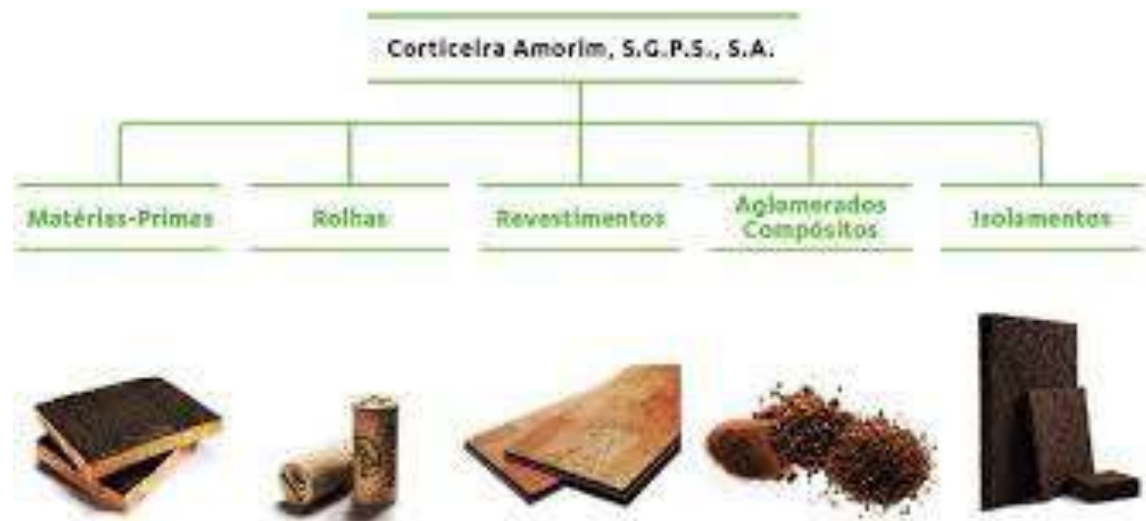 Corticeira Amorim, S.G.P.S., S.A.
Matérias-Primas
Rolhas
Revestimentos
Aglomerados
Compósitos
Isolamentos